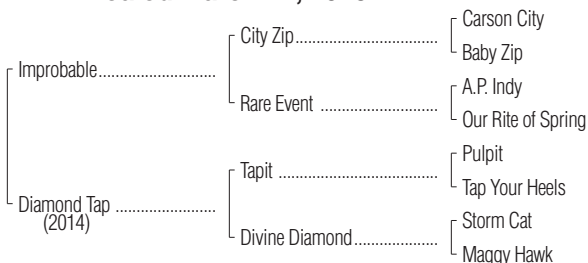 Carson City
City Zip
Baby Zip
Improbable
A.P. Indy
Rare Event
Our Rite of Spring
Pulpit
Tapit
Tap Your Heels
Diamond Tap
(2014)
Storm Cat
Divine Diamond
Maggy Hawk